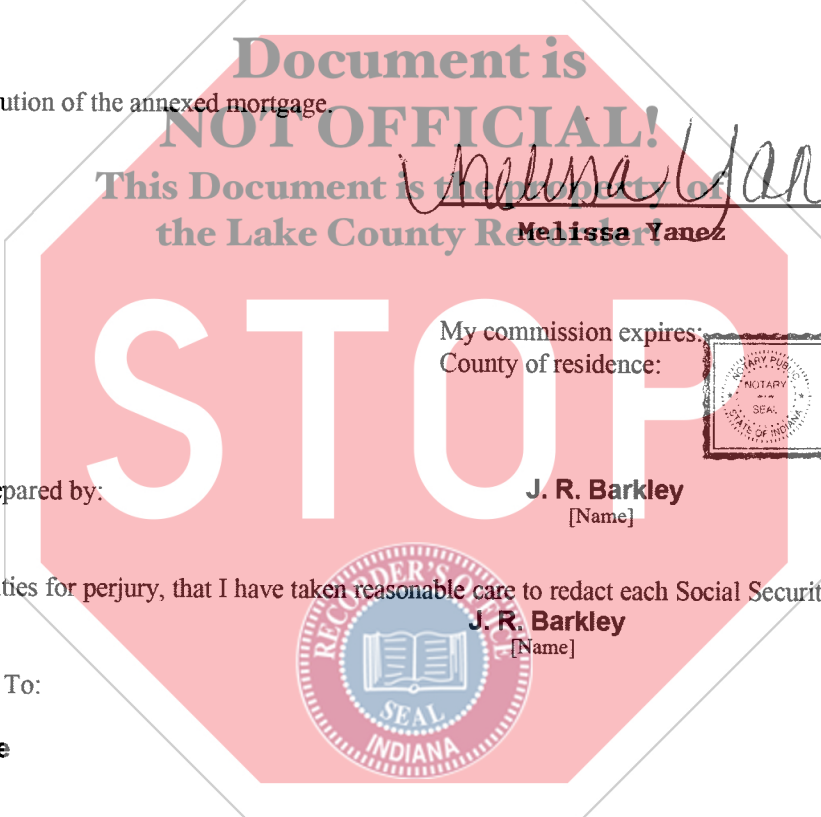 Document is
ution of the annexed mortgage.
NOT OFFICIAL!
Melissa Yan
This Document is the property of
the Lake County Recorder!
Melissa Yanez
STOP
My commission expires:
County of residence:
NOTARY PUBLIC
NOTARY
SEAL
STATE OF INDIANA
epared by:
J. R. Barkley
[Name]
ties for perjury, that I have taken reasonable care to redact each Social Securit
RECORDER'S OFFICE
J. R. Barkley
[Name]
To:
SEAL
INDIANA
e